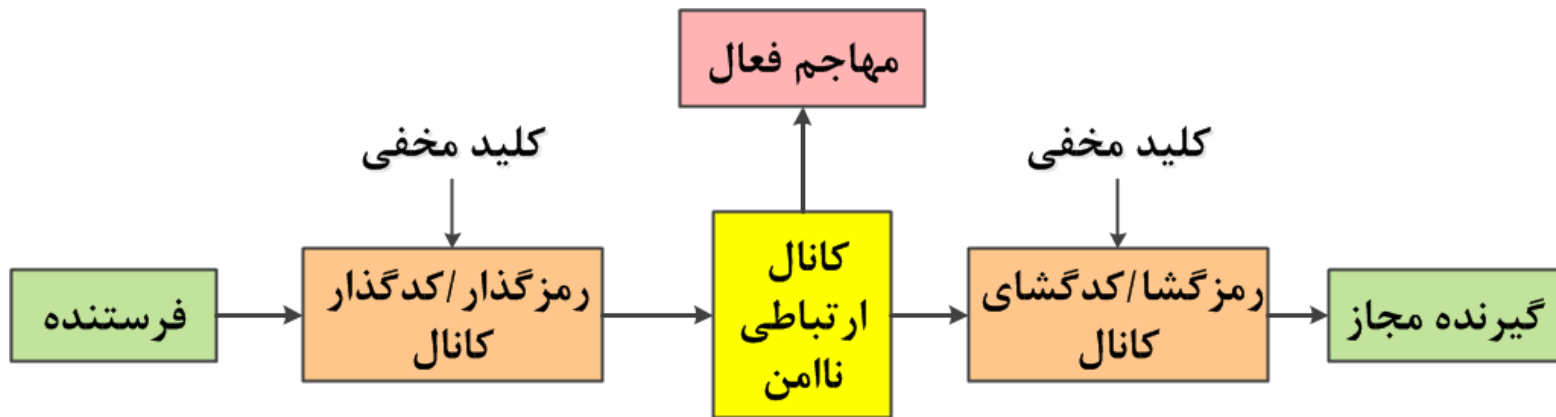 مهاجم فعال
کلید مخفی
کلید مخفی
فرستنده
رمزگذار/کدگذار
کانال
کانال
ارتباطی
ناامن
رمزگشا/کدگشای
کانال
گیرنده مجاز